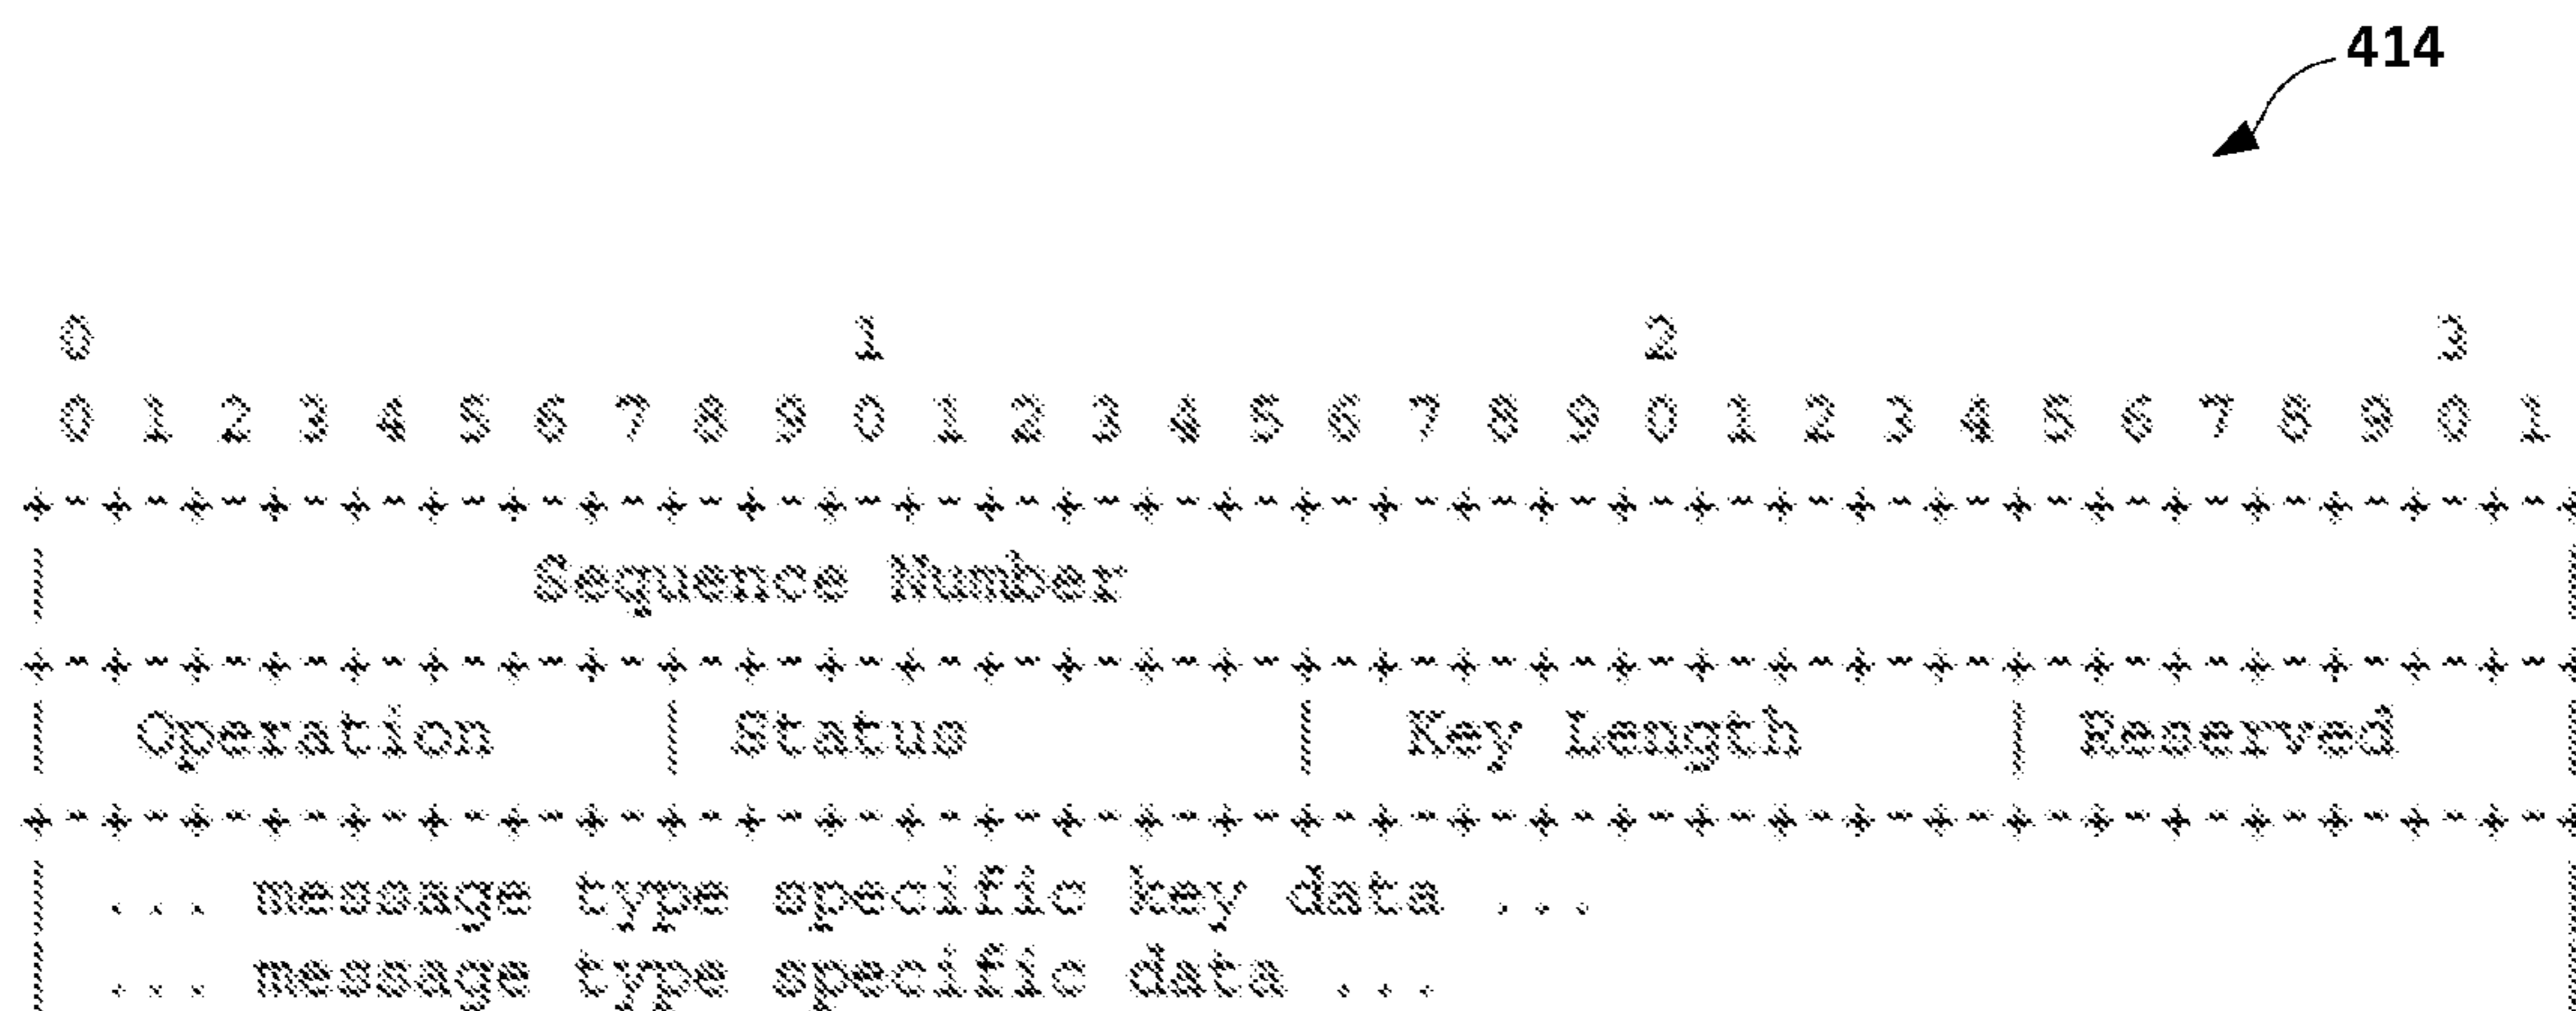 414
0 1 2 3
0 1 2 3 4 5 6 7 8 9 0 1 2 3 4 5 6 7 8 9 0 1 2 3 4 5 6 7 8 9 0 1
+-+-+-+-+-+-+-+-+-+-+-+-+-+-+-+-+-+-+-+-+-+-+-+-+-+-+-+-+-+-+-+-+
| Sequence Number |
+-+-+-+-+-+-+-+-+-+-+-+-+-+-+-+-+-+-+-+-+-+-+-+-+-+-+-+-+-+-+-+-+
| Operation | Status | Key Length | Reserved |
+-+-+-+-+-+-+-+-+-+-+-+-+-+-+-+-+-+-+-+-+-+-+-+-+-+-+-+-+-+-+-+-+
| ... message type specific key data ... |
| ... message type specific data ... |